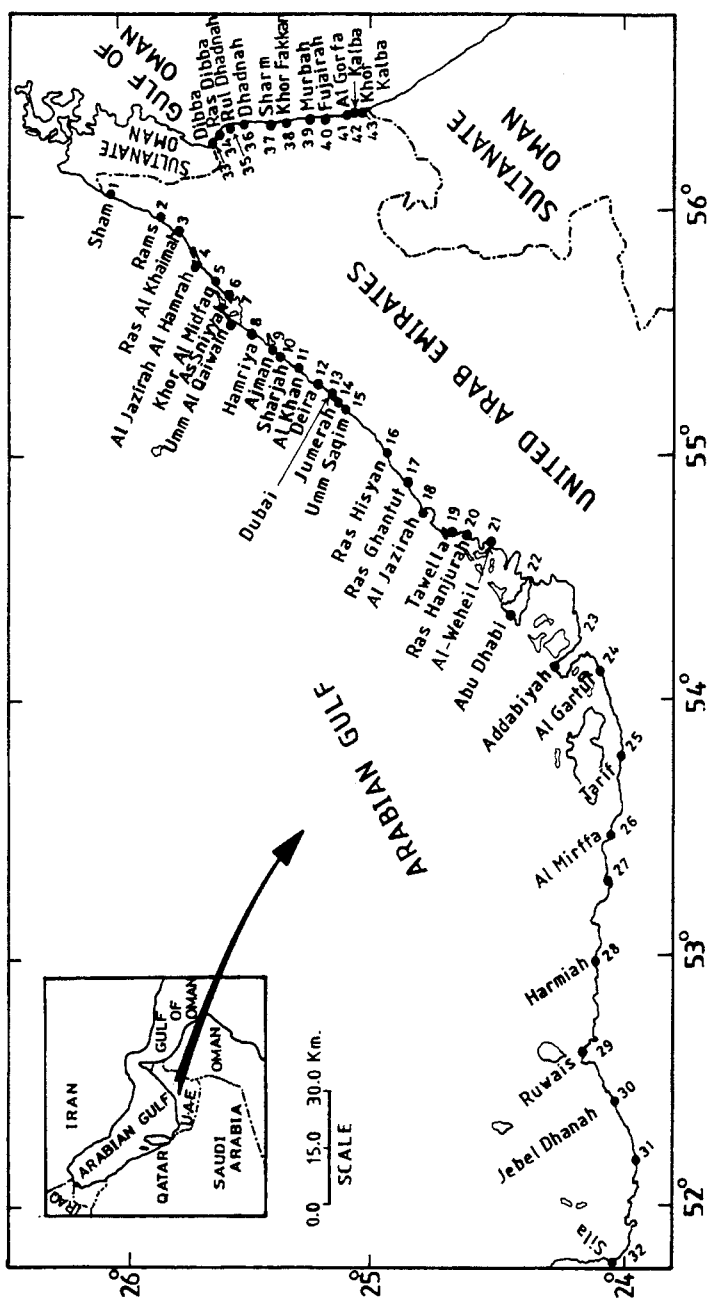 GULF OF
OMAN
SULTANATE
OMAN
Dibba
Ras Dibba
Rul Dhadnah
Dhadnah
Sharm
Khor Fakkan
Murbah
Fujairah
Al Gorfa
Kalba
Khor
Kalba
33
34
35
36
37
38
39
40
41
42
43
SULTANATE
OMAN
UNITED ARAB EMIRATES
ARABIAN GULF
Sham 1
Rams 2
Ras Al Khaimah 3
Al Jazirah Al Hamrah 4
Khor Al Midfaq 5
As Sniyyah 6
Umm Al Qaiwain 7
Hamriya 8
Ajman 9
Sharjah 10
Al Khan 11
Deira 12
Dubai 13
Jumerah 14
Umm Saqim 15
Ras Hisyan 16
Ras Ghantut 17
Al Jazirah 18
Tawella 19
Ras Hanjurah 20
Al-Weheil 21
Abu Dhabi 22
Addabiyah 23
Al Gartut 24
Tarif 25
Al Mirffa 26
27
Harmiah 28
Ruwais 29
Jebel Dhanah 30
31
Sila 32
IRAN
IRAQ
ARABIAN GULF
GULF
OF
OMAN
QATAR
U.A.E
OMAN
SAUDI
ARABIA
0.0 15.0 30.0 Km.
SCALE
26°
25°
24°
52°
53°
54°
55°
56°